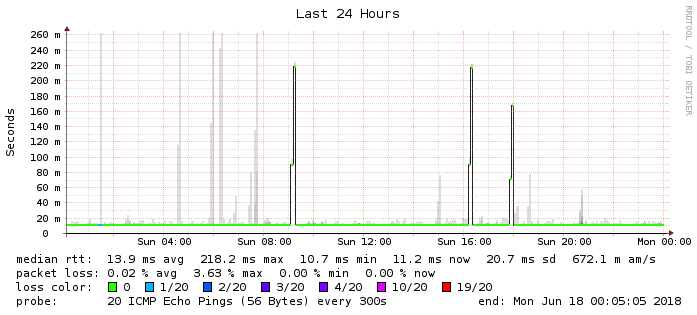 Last 24 Hours
RRDTOOL / TOBI OETIKER
Seconds
260 m
240 m
220 m
200 m
180 m
160 m
140 m
120 m
100 m
80 m
60 m
40 m
20 m
0
Sun 04:00 Sun 08:00 Sun 12:00 Sun 16:00 Sun 20:00 Mon 00:00
median rtt: 13.9 ms avg 218.2 ms max 10.7 ms min 11.2 ms now 20.7 ms sd 672.1 m am/s
packet loss: 0.02 % avg 3.63 % max 0.00 % min 0.00 % now
loss color: 0 1/20 2/20 3/20 4/20 10/20 19/20
probe: 20 ICMP Echo Pings (56 Bytes) every 300s end: Mon Jun 18 00:05:05 2018